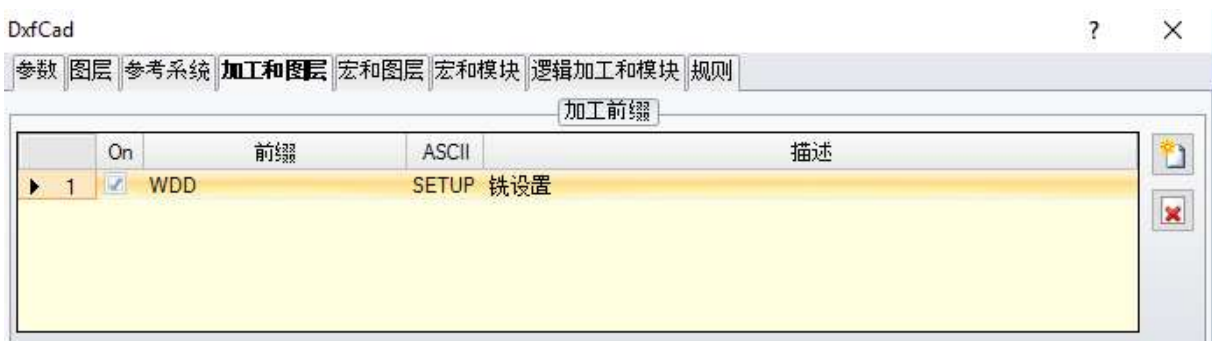 DxfCad ?
参数 图层 参考系统 加工和图层 宏和图层 宏和模块 逻辑加工和模块 规则
加工前缀
On 前缀 ASCII 描述
1 WDD SETUP 铣设置